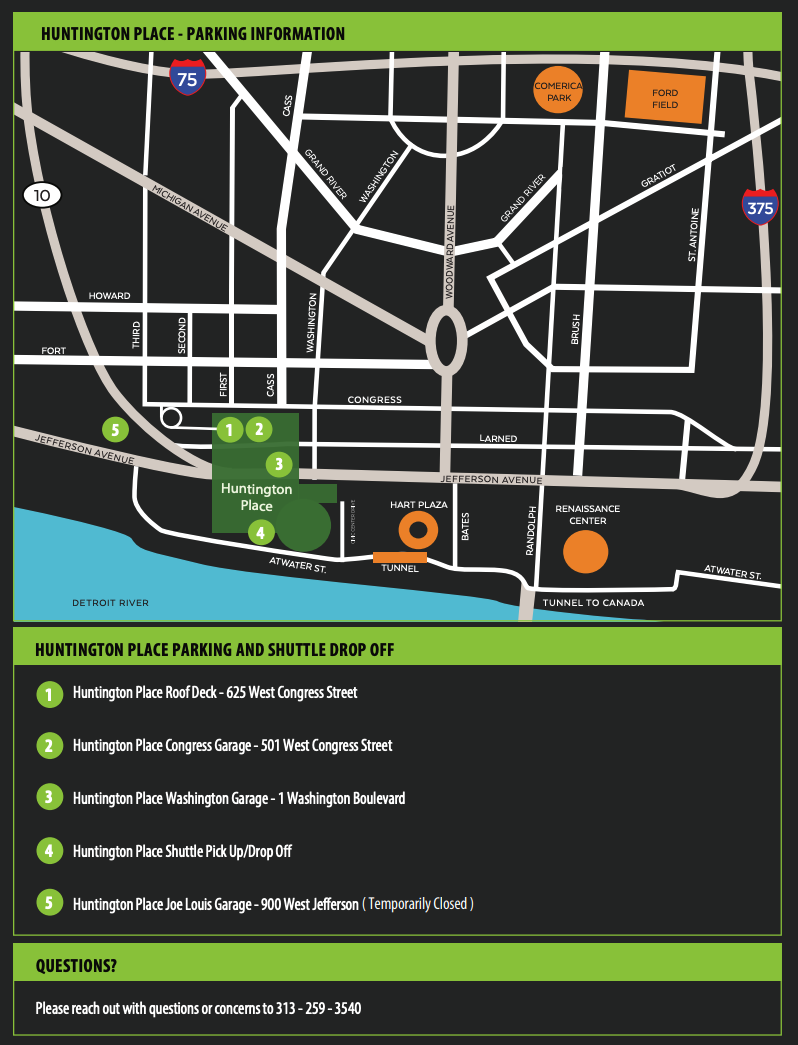 HUNTINGTON PLACE - PARKING INFORMATION
75
COMERICA
PARK
FORD
FIELD
CASS
GRAND RIVER
WASHINGTON
GRAND RIVER
GRATIOT
10
MICHIGAN AVENUE
375
WOODWARD AVENUE
ST. ANTOINE
HOWARD
THIRD
SECOND
WASHINGTON
BRUSH
FORT
FIRST
CASS
CONGRESS
5
1
2
LARNED
JEFFERSON AVENUE
3
JEFFERSON AVENUE
Huntington
Place
HART PLAZA
RENAISSANCE
CENTER
BATES
RANDOLPH
4
ATWATER ST.
TUNNEL
ATWATER ST.
DETROIT RIVER
TUNNEL TO CANADA
HUNTINGTON PLACE PARKING AND SHUTTLE DROP OFF
1 Huntington Place Roof Deck - 625 West Congress Street
2 Huntington Place Congress Garage - 501 West Congress Street
3 Huntington Place Washington Garage - 1 Washington Boulevard
4 Huntington Place Shuttle Pick Up/Drop Off
5 Huntington Place Joe Louis Garage - 900 West Jefferson ( Temporarily Closed )
QUESTIONS?
Please reach out with questions or concerns to 313 - 259 - 3540